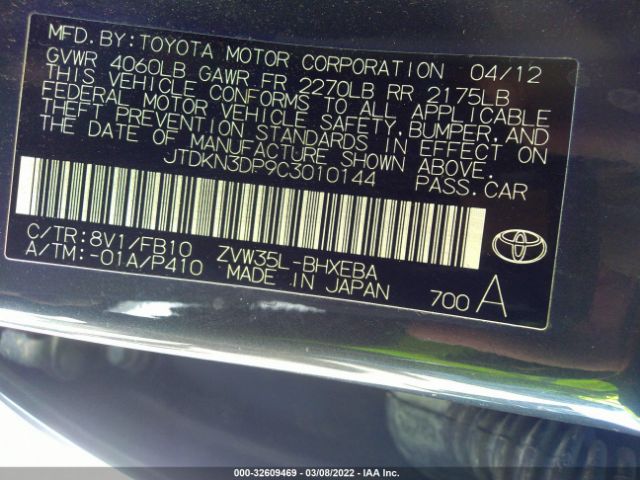 MFD.BY:TOYOTA MOTOR CORPORATION 04/12
GVWR 4060LB GAWR FR 2270LB RR 2175LB
THIS VEHICLE CONFORMS TO ALL APPLICABLE
FEDERAL MOTOR VEHICLE SAFETY,BUMPER,AND
THEFT PREVENTION STANDARDS IN EFFECT ON
THE DATE OF MANUFACTURE SHOWN ABOVE.
JTDKN3DP9C3010144 PASS.CAR
C/TR:8V1/FB10 ZVW35L-BHXEBA
A/TM:-01A/P410 MADE IN JAPAN
700 A
000-32609469 - 03/08/2022 - IAA Inc.